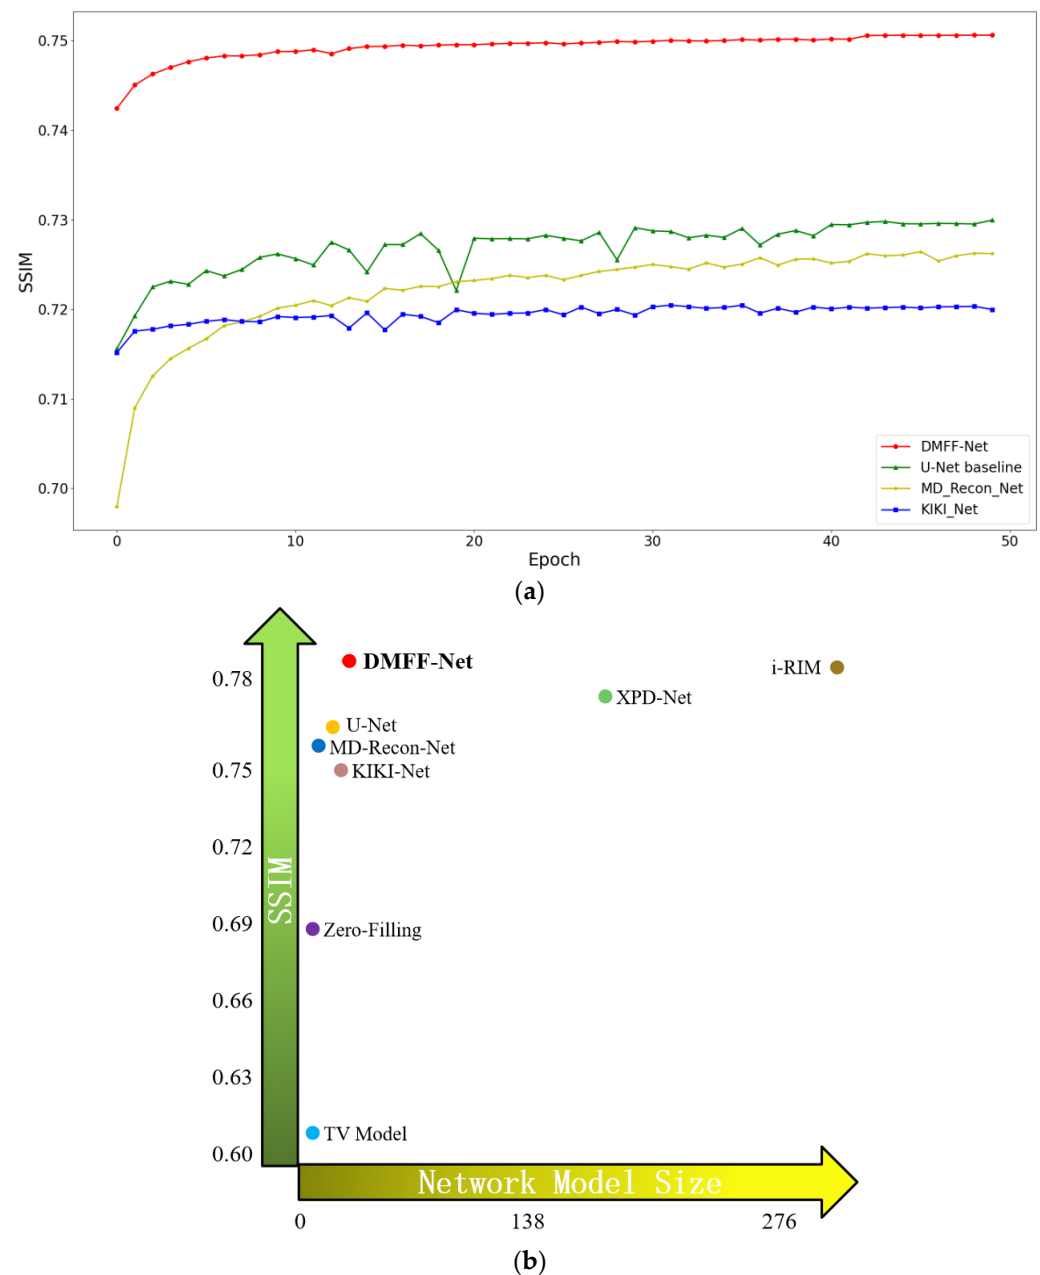 0.75
0.74
0.73
0.72
0.71
0.70
SSIM
DMFF-Net
U-Net baseline
MD_Recon_Net
KIKI_Net
0 10 20 30 40 50
Epoch
(a)
0.78
0.75
0.72
0.69
0.66
0.63
0.60
SSIM
DMFF-Net
i-RIM
XPD-Net
U-Net
MD-Recon-Net
KIKI-Net
Zero-Filling
TV Model
Network Model Size
0 138 276
(b)